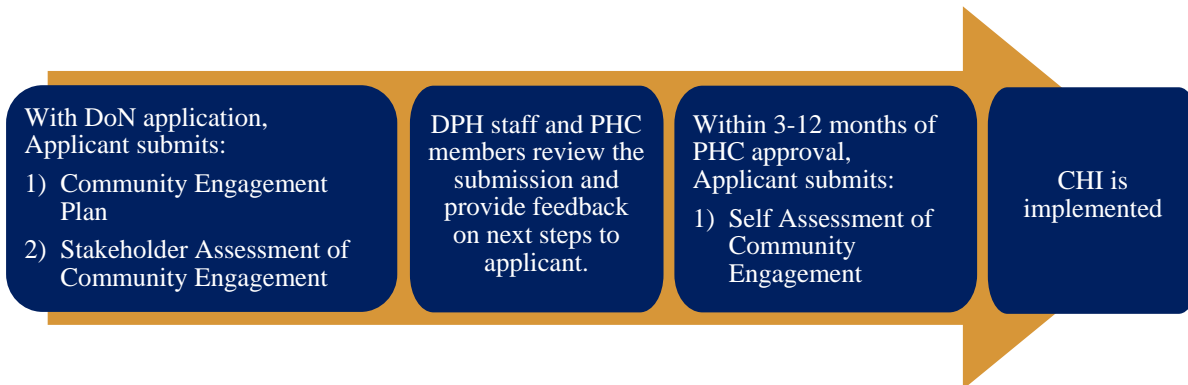 With DoN application,
Applicant submits:
1) Community Engagement
Plan
2) Stakeholder Assessment of
Community Engagement
DPH staff and PHC
members review the
submission and
provide feedback
on next steps to
applicant.
Within 3-12 months of
PHC approval,
Applicant submits:
1) Self Assessment of
Community
Engagement
CHI is
implemented